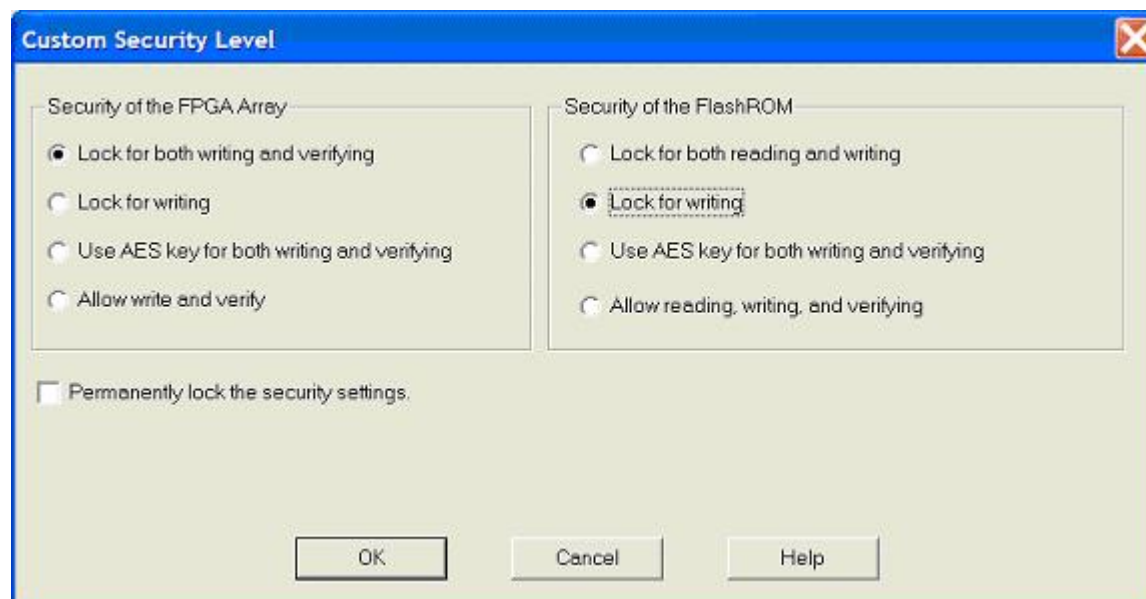 Custom Security Level
Security of the FPGA Array
Lock for both writing and verifying
Lock for writing
Use AES key for both writing and verifying
Allow write and verify
Security of the FlashROM
Lock for both reading and writing
Lock for writing
Use AES key for both writing and verifying
Allow reading, writing, and verifying
Permanently lock the security settings.
OK
Cancel
Help